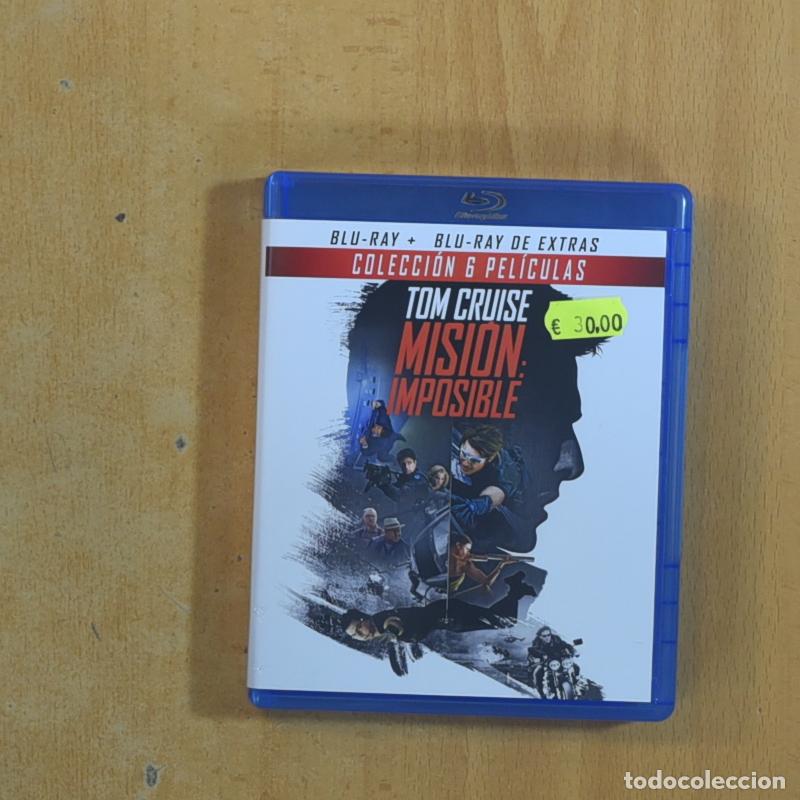 Blu-ray Disc
BLU-RAY + BLU-RAY DE EXTRAS
COLECCIÓN 6 PELÍCULAS
TOM CRUISE
€ 30,00
MISIÓN:
IMPOSIBLE
todocoleccion